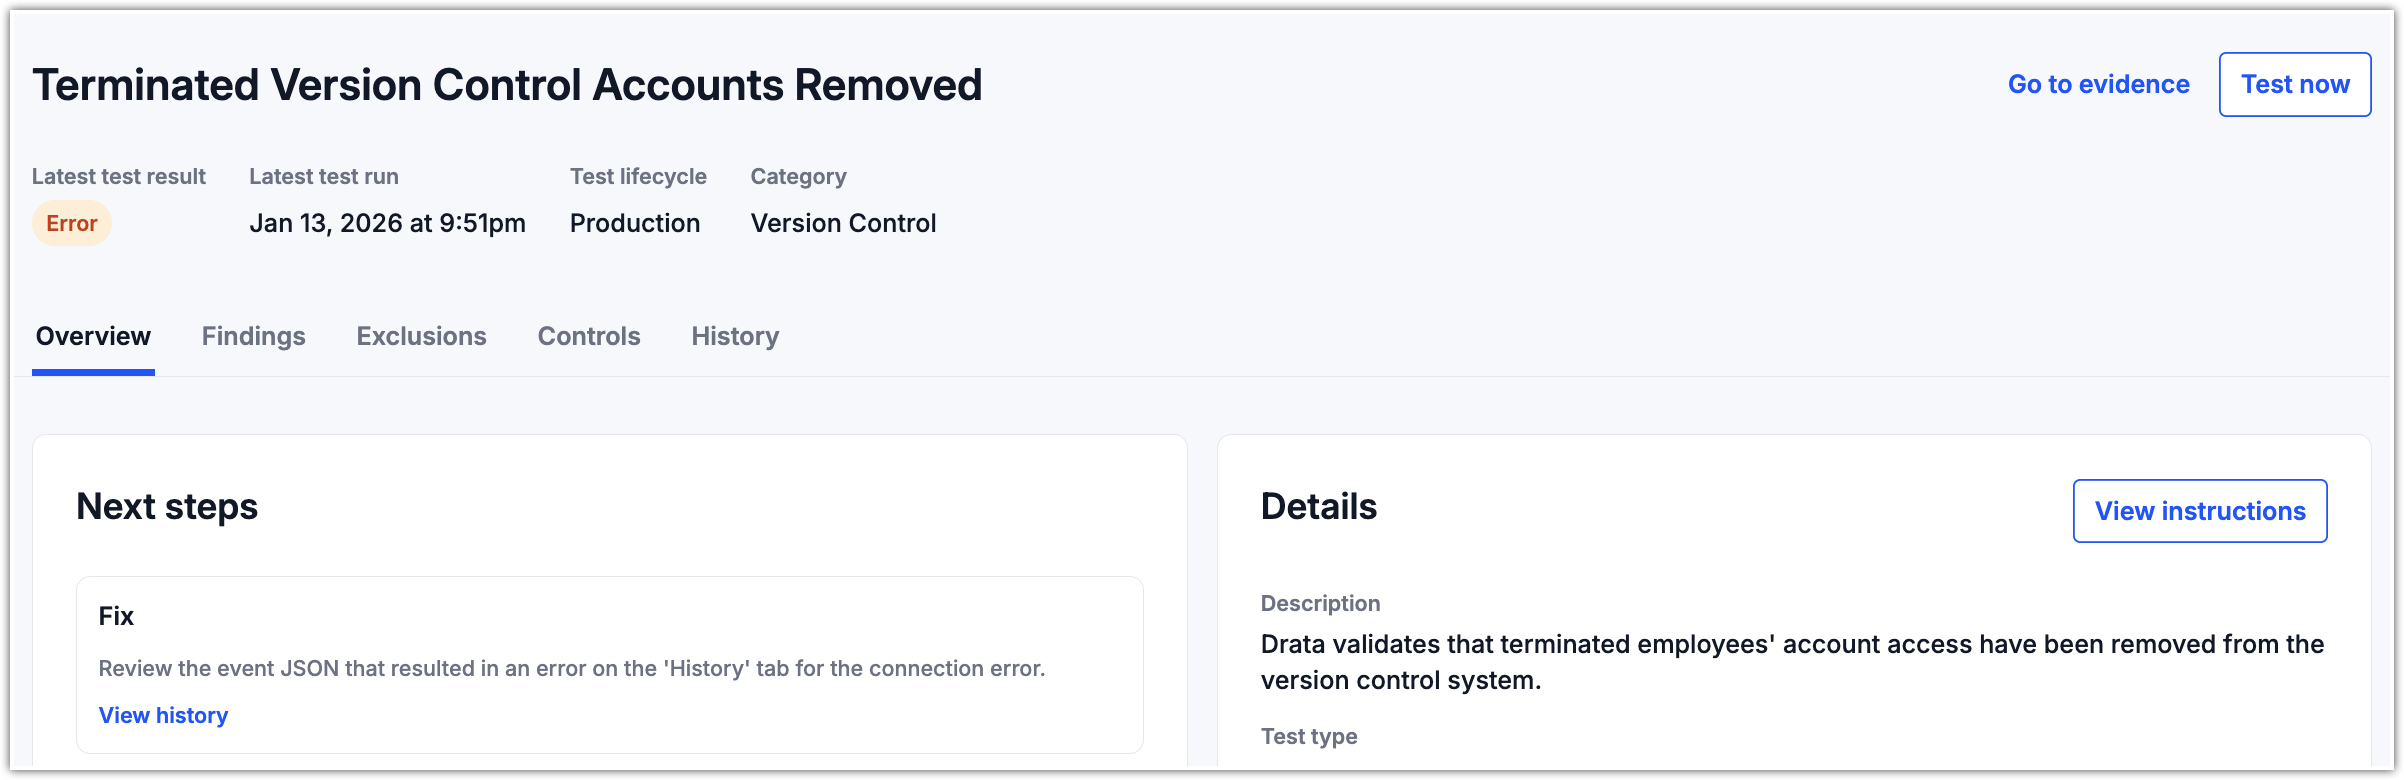 Terminated Version Control Accounts Removed
Go to evidence
Test now
Latest test result
Error
Latest test run
Jan 13, 2026 at 9:51pm
Test lifecycle
Production
Category
Version Control
Overview
Findings
Exclusions
Controls
History
Next steps
Fix
Review the event JSON that resulted in an error on the 'History' tab for the connection error.
View history
Details
View instructions
Description
Drata validates that terminated employees' account access have been removed from the
version control system.
Test type